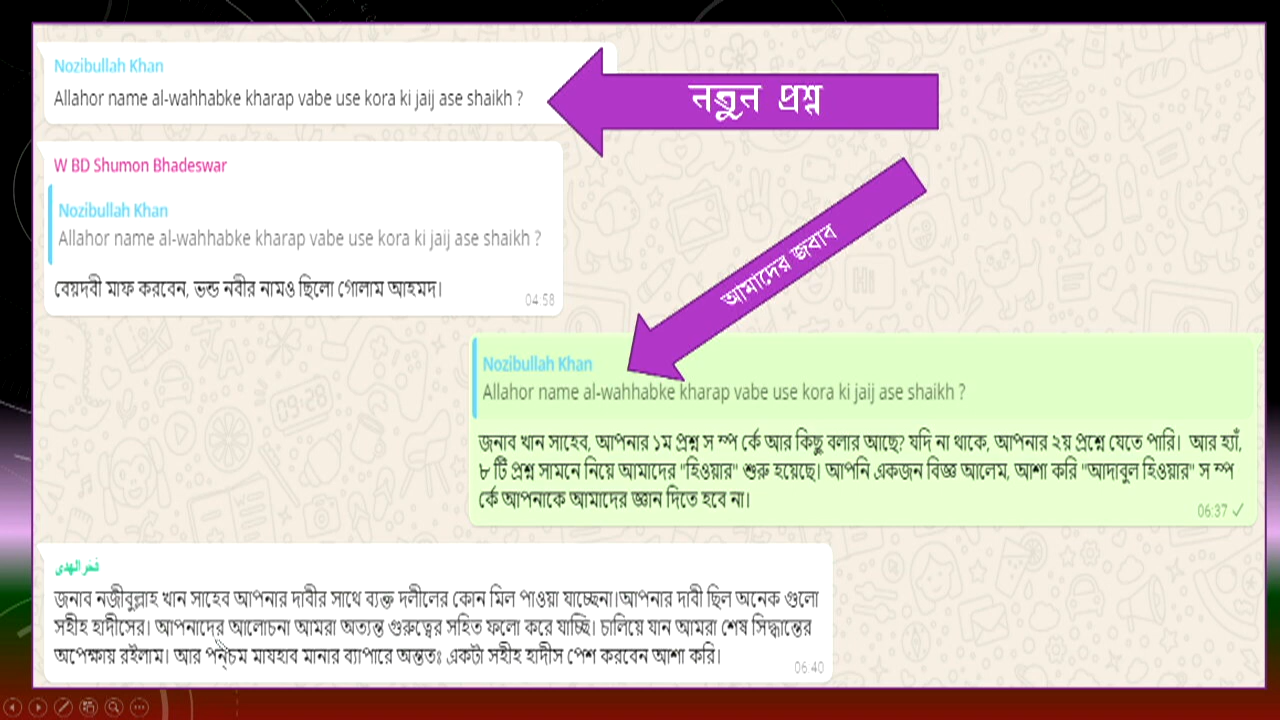 Nozibullah Khan
Allahor name al-wahhabke kharap vabe use kora ki jaij ase shaikh ?
নতুন প্রশ্ন
W BD Shumon Bhadeswar
Nozibullah Khan
Allahor name al-wahhabke kharap vabe use kora ki jaij ase shaikh ?
বেয়দবী মাফ করবেন, ভন্ড নবীর নামও ছিলো গোলাম আহমদ।
04:58
আমাদের জবাব
Nozibullah Khan
Allahor name al-wahhabke kharap vabe use kora ki jaij ase shaikh ?
জনাব খান সাহেব, আপনার ১ম প্রশ্ন স ম্প র্কে আর কিছু বলার আছে? যদি না থাকে, আপনার ২য় প্রশ্নে যেতে পারি। আর হ্যাঁ,
৮ টি প্রশ্ন সামনে নিয়ে আমাদের "হিওয়ার" শুরু হয়েছে। আপনি একজন বিজ্ঞ আলেম, আশা করি "আদাবুল হিওয়ার" স ম্প
র্কে আপনাকে আমাদের জ্ঞান দিতে হবে না।
06:37
فخر الهدى
জনাব নজীবুল্লাহ খান সাহেব আপনার দাবীর সাথে ব্যক্ত দলীলের কোন মিল পাওয়া যাচ্ছেনা।আপনার দাবী ছিল অনেক গুলো
সহীহ হাদীসের। আপনাদের আলোচনা আমরা অত্যন্ত গুরুত্বের সহিত ফলো করে যাচ্ছি। চালিয়ে যান আমরা শেষ সিদ্ধান্তের
অপেক্ষায় রইলাম। আর পন্চম মাযহাব মানার ব্যাপারে অন্ততঃ একটা সহীহ হাদীস পেশ করবেন আশা করি।
06:40